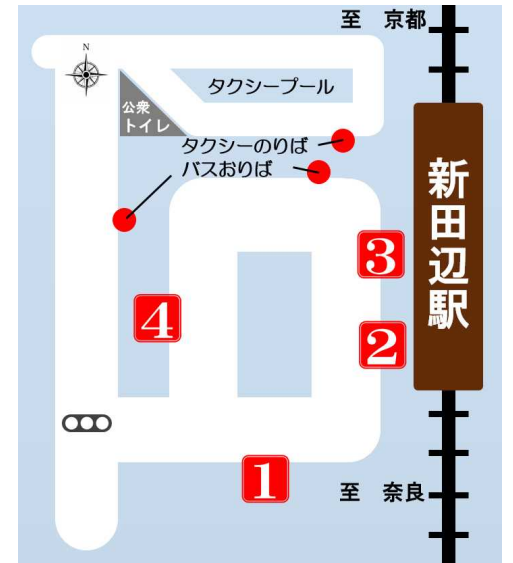 至 京都
N
タクシープール
公衆
トイレ
タクシーのりば
バスおりば
新田辺駅
3
4
2
1
至 奈良